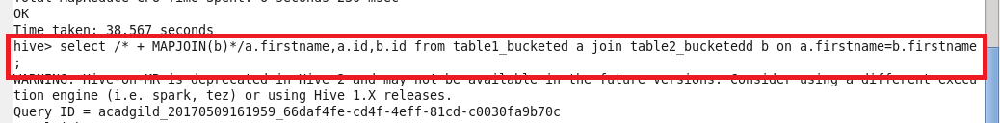 OK
Time taken: 38.567 seconds
hive> select /* + MAPJOIN(b)*/a.firstname,a.id,b.id from table1_bucketed a join table2_bucketedd b on a.firstname=b.firstname
;
WARNING: Hive-on-MR is deprecated in Hive 2 and may not be available in the future versions. Consider using a different execu
tion engine (i.e. spark, tez) or using Hive 1.X releases.
Query ID = acadgild_20170509161959_66daf4fe-cd4f-4eff-81cd-c0030fa9b70c